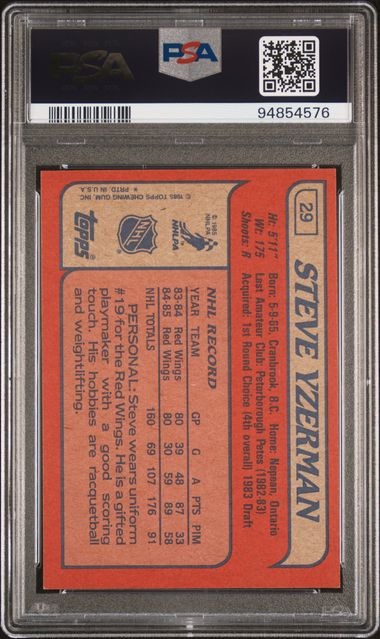 PSA
PSA
94854576
29
STEVE YZERMAN
Ht: 5'11" Born: 5-9-65, Cranbrook, B.C. Home: Nepean, Ontario
Wt: 175 Last Amateur Club: Peterborough Petes (1982-83)
Shoots: R Acquired: 1st Round Choice (4th overall) 1983 Draft
© 1985
NHLPA
NHLPA
NHL
© 1985 TOPPS CHEWING GUM, INC.
* PRTD. IN U.S.A.
topps®
NHL RECORD
YEAR TEAM GP G A PTS PIM
83-84 Red Wings 80 39 48 87 33
84-85 Red Wings 80 30 59 89 58
NHL TOTALS 160 69 107 176 91
PERSONAL: Steve wears uniform
#19 for the Red Wings. He is a gifted
playmaker with a good scoring
touch. His hobbies are racquetball
and weightlifting.